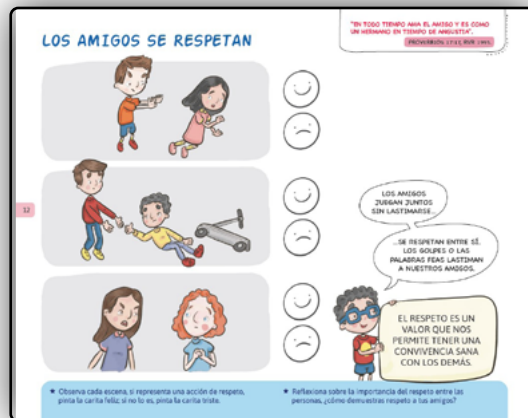 "EN TODO TIEMPO AMA EL AMIGO Y ES COMO
UN HERMANO EN TIEMPO DE ANGUSTIA".
PROVERBIOS 17:17, RVR 1995.
LOS AMIGOS SE RESPETAN
12
LOS AMIGOS
JUEGAN JUNTOS
SIN LASTIMARSE...
...SE RESPETAN ENTRE SÍ.
LOS GOLPES O LAS
PALABRAS FEAS LASTIMAN
A NUESTROS AMIGOS.
EL RESPETO ES UN
VALOR QUE NOS
PERMITE TENER UNA
CONVIVENCIA SANA
CON LOS DEMÁS.
Observa cada escena, si representa una acción de respeto,
pinta la carita feliz; si no lo es, pinta la carita triste.
Reflexiona sobre la importancia del respeto entre las
personas, ¿cómo demuestras respeto a tus amigos?